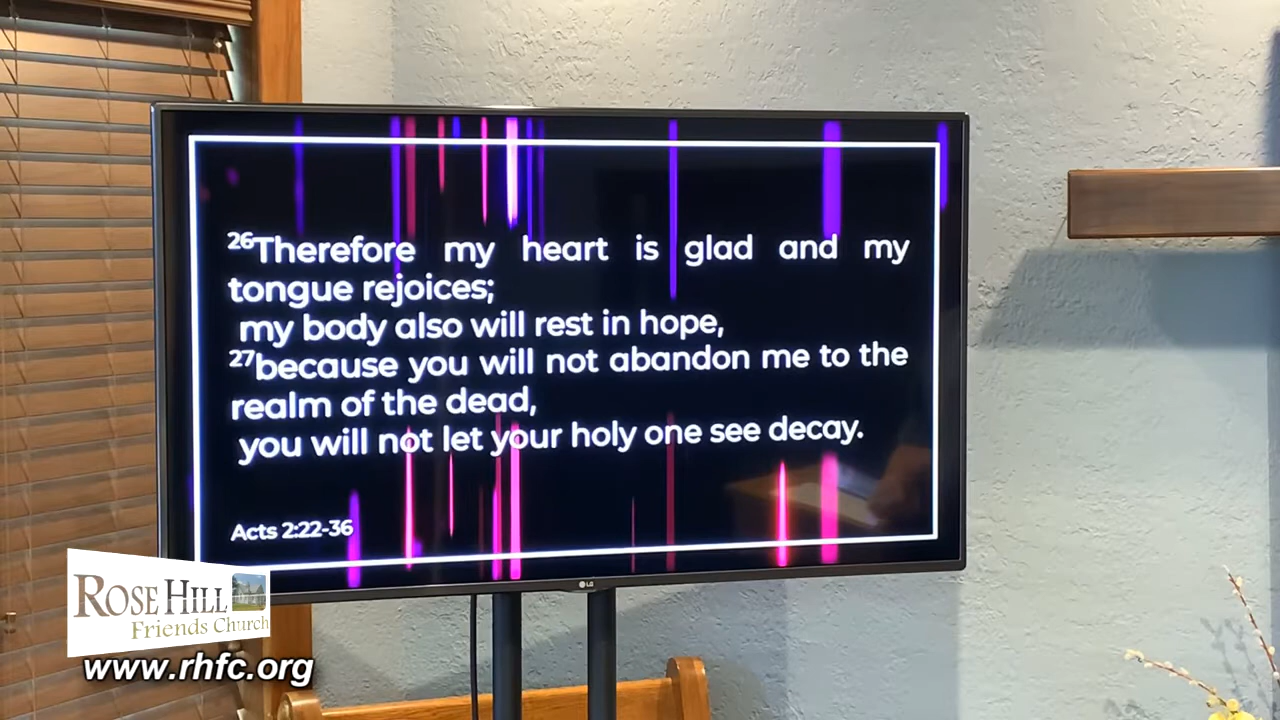 26Therefore my heart is glad and my
tongue rejoices;
my body also will rest in hope,
27because you will not abandon me to the
realm of the dead,
you will not let your holy one see decay.
Acts 2:22-36
LG
ROSE HILL
Friends Church
www.rhfc.org